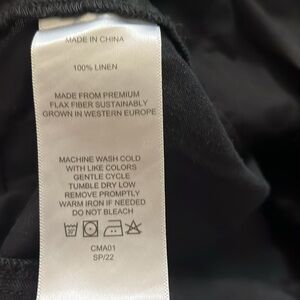 MADE IN CHINA
100% LINEN
MADE FROM PREMIUM
FLAX FIBER SUSTAINABLY
GROWN IN WESTERN EUROPE
MACHINE WASH COLD
WITH LIKE COLORS
GENTLE CYCLE
TUMBLE DRY LOW
REMOVE PROMPTLY
WARM IRON IF NEEDED
DO NOT BLEACH
CMA01
SP/22